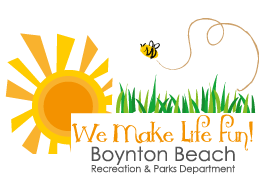 We Make Life Fun!
Boynton Beach
Recreation & Parks Department